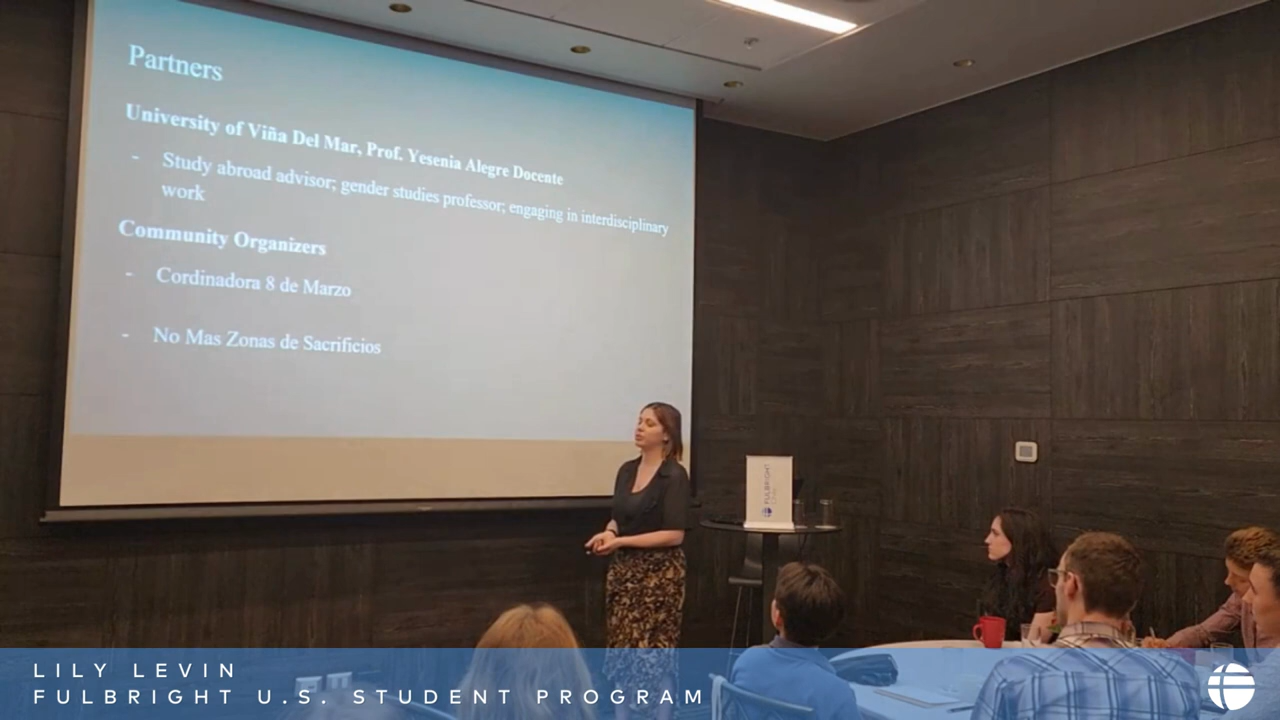 Partners
University of Viña Del Mar, Prof. Yesenia Alegre Docente
- Study abroad advisor; gender studies professor; engaging in interdisciplinary
work
Community Organizers
- Cordinadora 8 de Marzo
- No Mas Zonas de Sacrificios
FULBRIGHT
LILY LEVIN
FULBRIGHT U.S. STUDENT PROGRAM